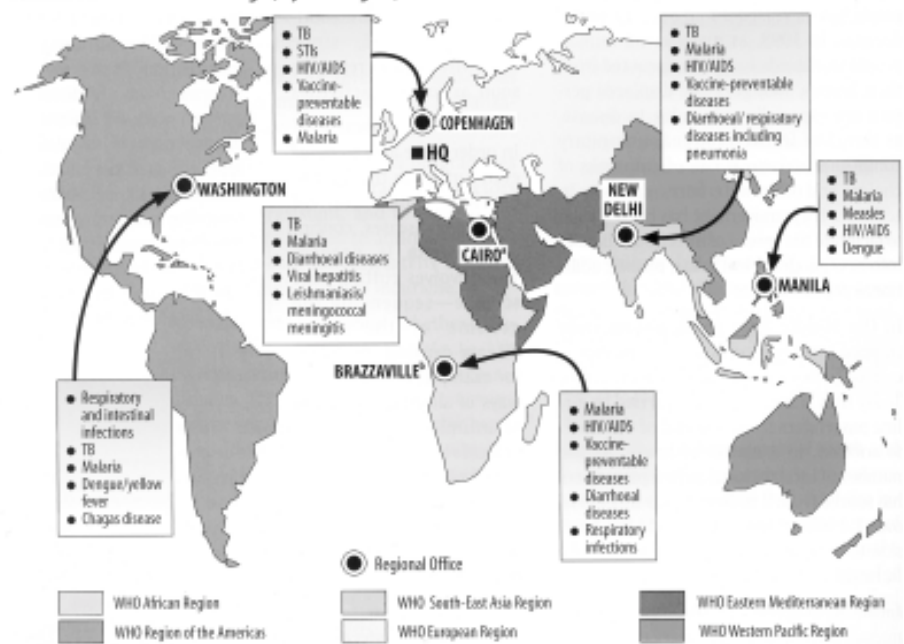 ● TB
● STIs
● HIV/AIDS
● Vaccine-
preventable
diseases
● Malaria
● TB
● Malaria
● HIV/AIDS
● Vaccine-preventable
diseases
● Diarrhoeal/ respiratory
diseases including
pneumonia
COPENHAGEN
HQ
WASHINGTON
NEW
DELHI
● TB
● Malaria
● Measles
● HIV/AIDS
● Dengue
● TB
● Malaria
● Diarrhoeal diseases
● Viral hepatitis
● Leishmaniasis/
meningococcal
meningitis
CAIROª
MANILA
BRAZZAVILLEᵇ
● Respiratory
and intestinal
infections
● TB
● Malaria
● Dengue/yellow
fever
● Chagas disease
● Malaria
● HIV/AIDS
● Vaccine-
preventable
diseases
● Diarrhoeal
diseases
● Respiratory
infections
Regional Office
WHO African Region
WHO South-East Asia Region
WHO Eastern Mediterranean Region
WHO Region of the Americas
WHO European Region
WHO Western Pacific Region